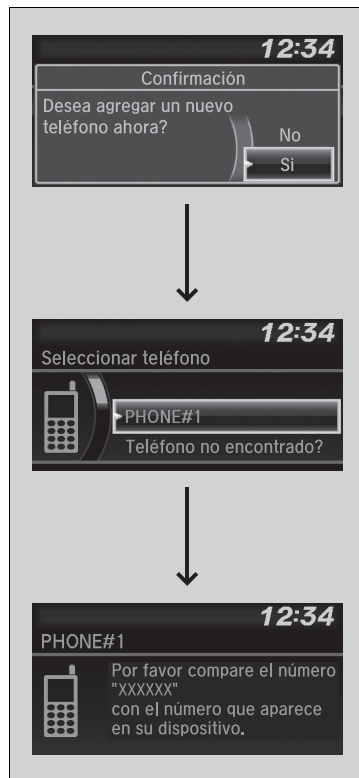 12:34
Confirmación
Desea agregar un nuevo
teléfono ahora?
No
Si
12:34
Seleccionar teléfono
PHONE#1
Teléfono no encontrado?
12:34
PHONE#1
Por favor compare el número
"XXXXXX"
con el número que aparece
en su dispositivo.